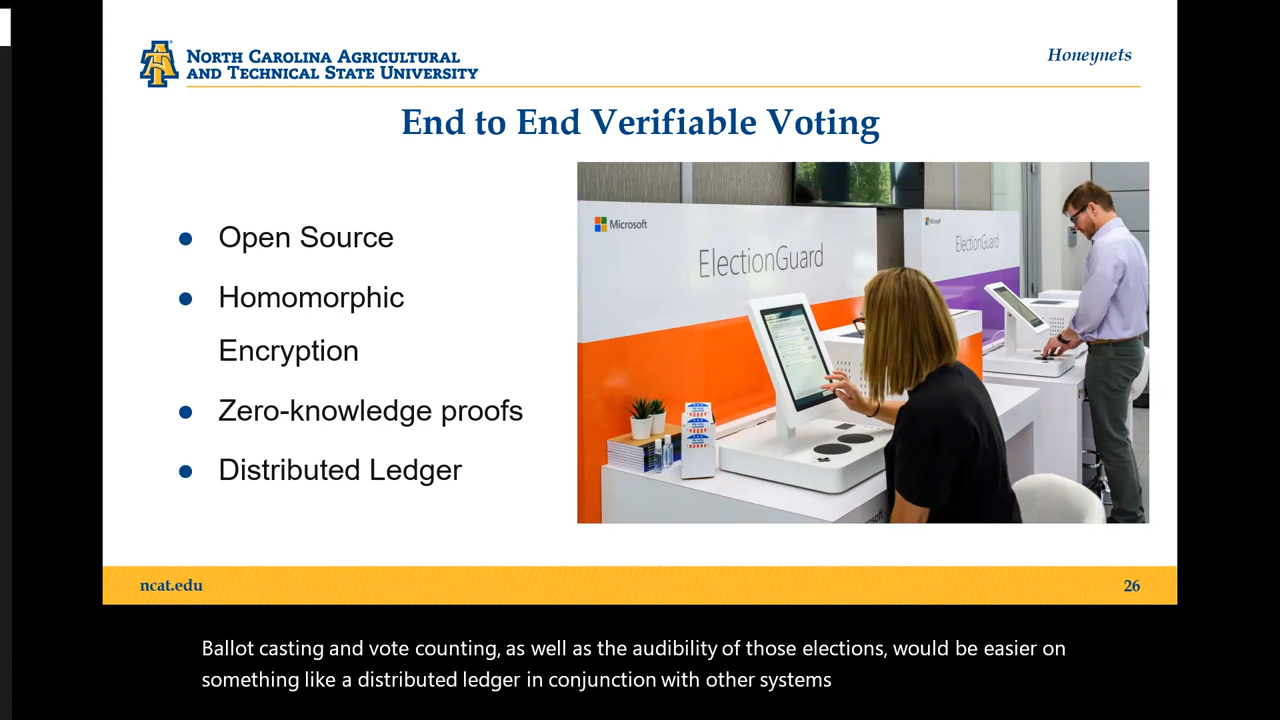 NORTH CAROLINA AGRICULTURAL
AND TECHNICAL STATE UNIVERSITY
Honeynets
End to End Verifiable Voting
Open Source
Homomorphic
Encryption
Zero-knowledge proofs
Distributed Ledger
Microsoft
ElectionGuard
Microsoft
ElectionGuard
ncat.edu
26
Ballot casting and vote counting, as well as the audibility of those elections, would be easier on
something like a distributed ledger in conjunction with other systems